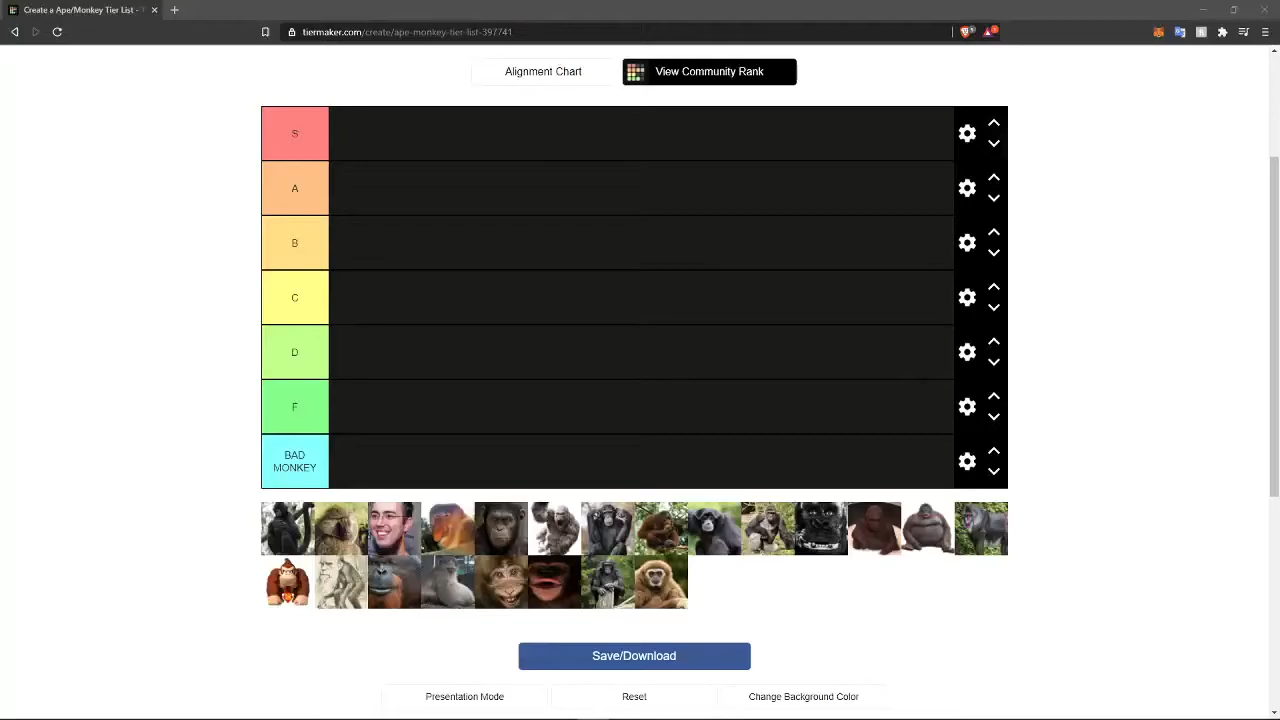 Create a Ape/Monkey Tier List -
tiermaker.com/create/ape-monkey-tier-list-397741
Alignment Chart
View Community Rank
S
A
B
C
D
F
BAD
MONKEY
Save/Download
Presentation Mode
Reset
Change Background Color